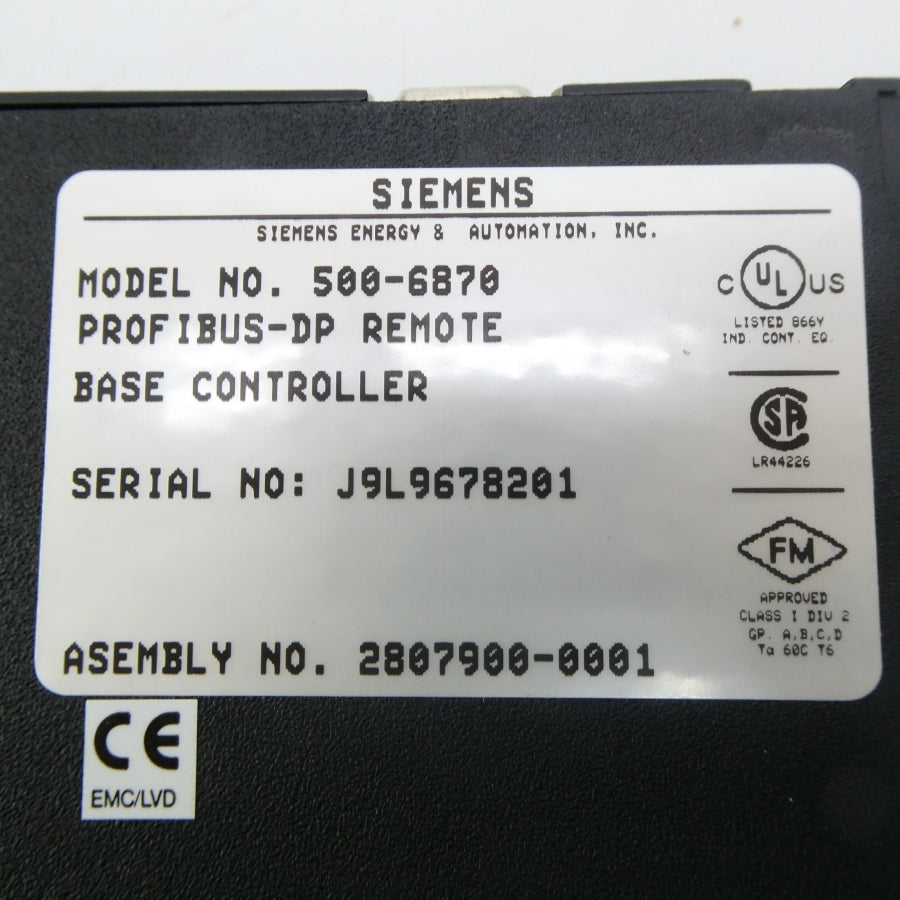 SIEMENS
SIEMENS ENERGY & AUTOMATION, INC.
MODEL NO. 500-6870
PROFIBUS-DP REMOTE
BASE CONTROLLER
SERIAL NO: J9L9678201
ASEMBLY NO. 2807900-0001
C UL US
LISTED 866Y
IND. CONT. EQ.
SA
LR44226
FM
APPROVED
CLASS I DIV 2
GP. A,B,C,D
Ta 60C T6
CE
EMC/LVD